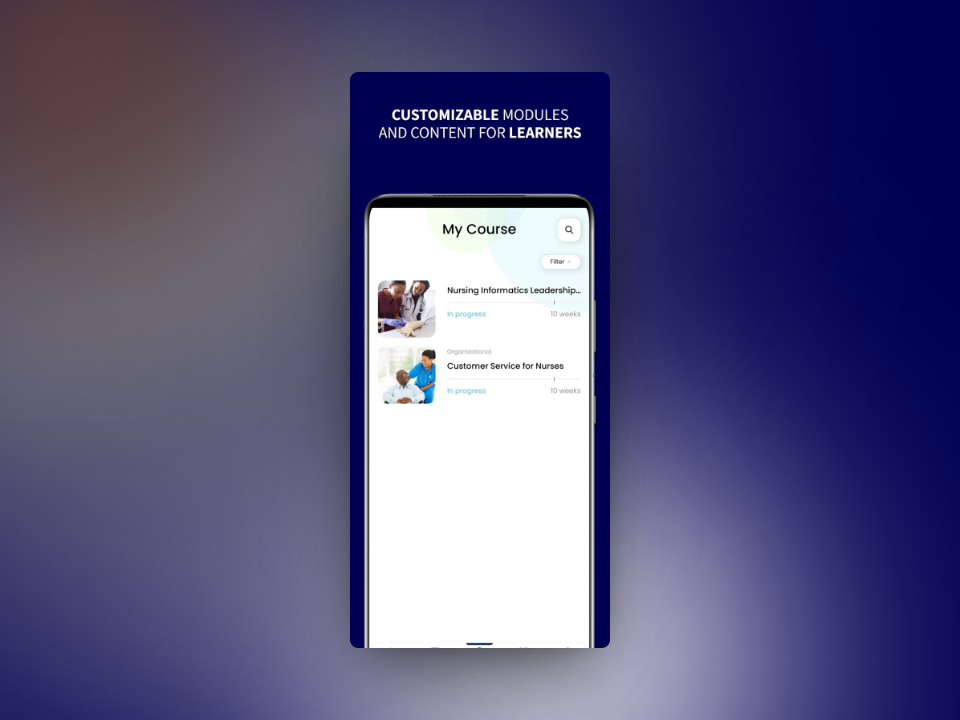 CUSTOMIZABLE MODULES
AND CONTENT FOR LEARNERS
My Course
Filter
Nursing Informatics Leadership...
In progress
10 weeks
Organizational
Customer Service for Nurses
In progress
10 weeks